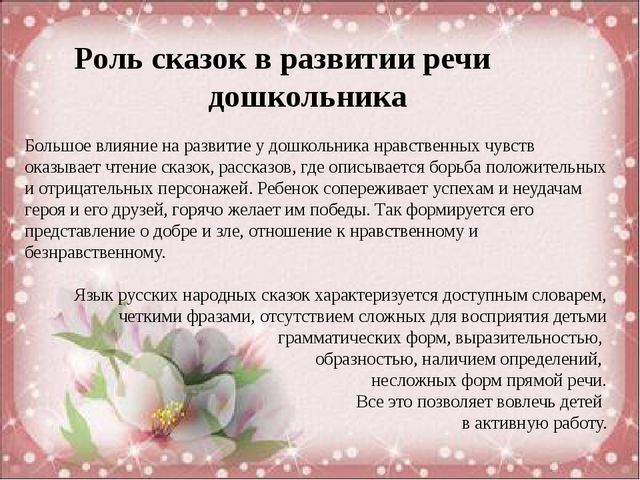 Роль сказок в развитии речи
дошкольника
Большое влияние на развитие у дошкольника нравственных чувств
оказывает чтение сказок, рассказов, где описывается борьба положительных
и отрицательных персонажей. Ребенок сопереживает успехам и неудачам
героя и его друзей, горячо желает им победы. Так формируется его
представление о добре и зле, отношение к нравственному и
безнравственному.
Язык русских народных сказок характеризуется доступным словарем,
четкими фразами, отсутствием сложных для восприятия детьми
грамматических форм, выразительностью,
образностью, наличием определений,
несложных форм прямой речи.
Все это позволяет вовлечь детей
в активную работу.